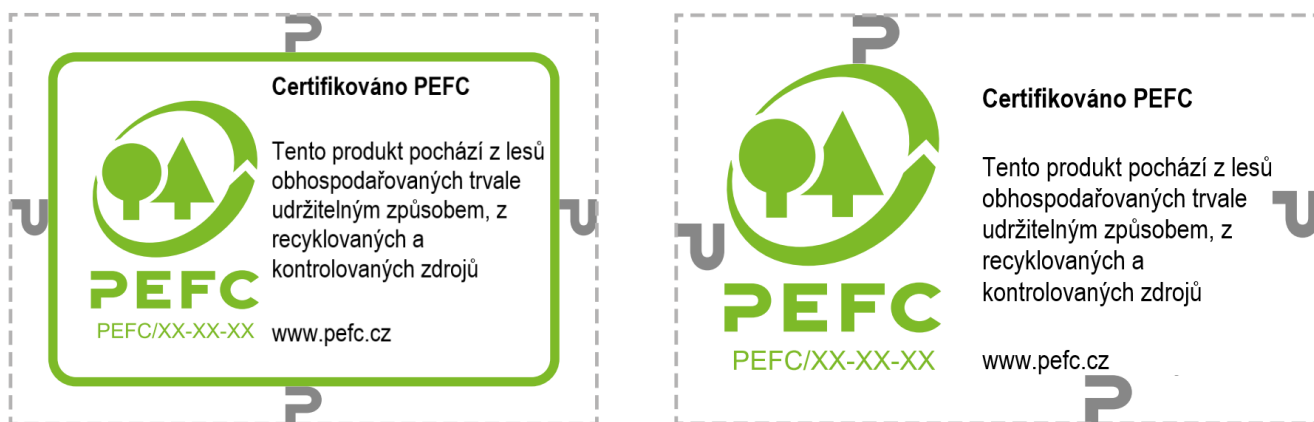 P
Certifikováno PEFC
Tento produkt pochází z lesů
obhospodařovaných trvale
udržitelným způsobem, z
recyklovaných a
kontrolovaných zdrojů
PEFC
PEFC/XX-XX-XX
www.pefc.cz
P
P
P
P
Certifikováno PEFC
Tento produkt pochází z lesů
obhospodařovaných trvale
udržitelným způsobem, z
recyklovaných a
kontrolovaných zdrojů
PEFC
PEFC/XX-XX-XX
www.pefc.cz
P
P
P